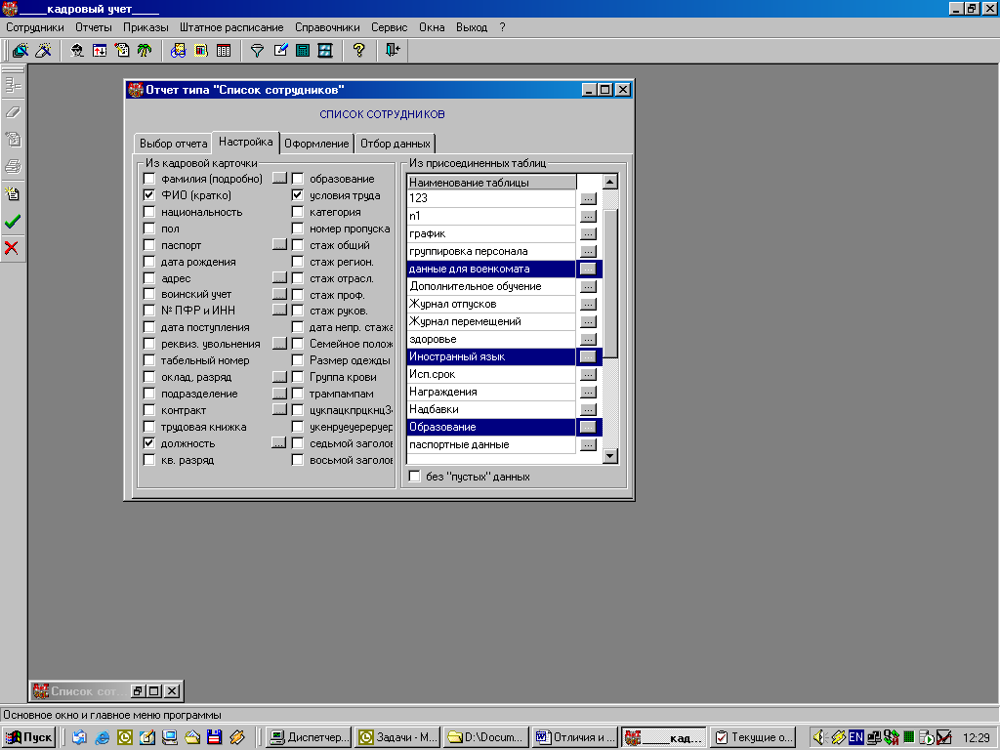 ____кадровый учет____
Сотрудники Отчеты Приказы Штатное расписание Справочники Сервис Окна Выход ?
Отчет типа "Список сотрудников"
СПИСОК СОТРУДНИКОВ
Выбор отчета Настройка Оформление Отбор данных
Из кадровой карточки
фамилия (подробно)
ФИО (кратко)
национальность
пол
паспорт
дата рождения
адрес
воинский учет
№ ПФР и ИНН
дата поступления
реквиз. увольнения
табельный номер
оклад, разряд
подразделение
контракт
трудовая книжка
должность
кв. разряд
образование
условия труда
категория
номер пропуска
стаж общий
стаж регион.
стаж отрасл.
стаж проф.
стаж руков.
дата непр. стажа
Семейное полож
Размер одежды
Группа крови
трампампам
цукпацкпрцкнц34
укенруеуереруер
седьмой заголов
восьмой заголов
Из присоединенных таблиц
Наименование таблицы
123
n1
график
группировка персонала
данные для военкомата
Дополнительное обучение
Журнал отпусков
Журнал перемещений
здоровье
Иностранный язык
Исп.срок
Награждения
Надбавки
Образование
паспортные данные
без "пустых" данных
Список сот...
Основное окно и главное меню программы
Пуск Диспетчер... Задачи - M... D:\Docum... Отличия и ... ____кад... Текущие о... EN 12:29